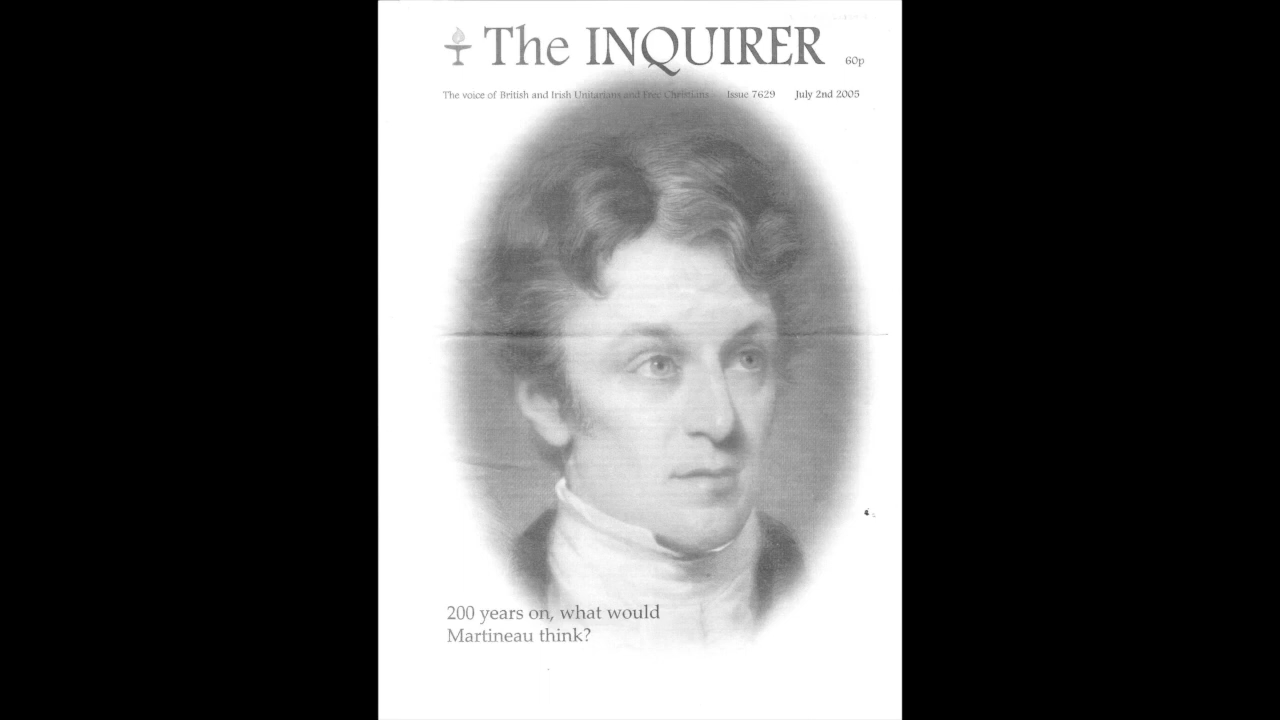 The INQUIRER
60p
The voice of British and Irish Unitarians and Free Christians Issue 7629 July 2nd 2005
200 years on, what would
Martineau think?